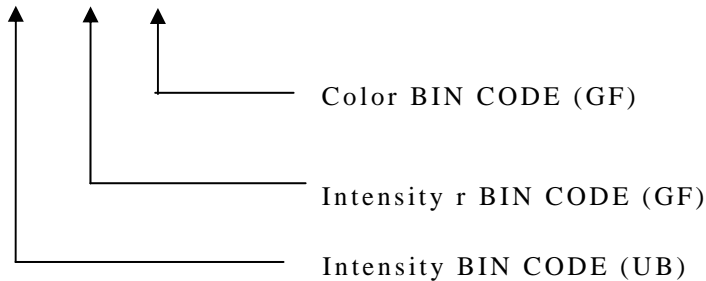 Color BIN CODE (GF)
Intensity r BIN CODE (GF)
Intensity BIN CODE (UB)